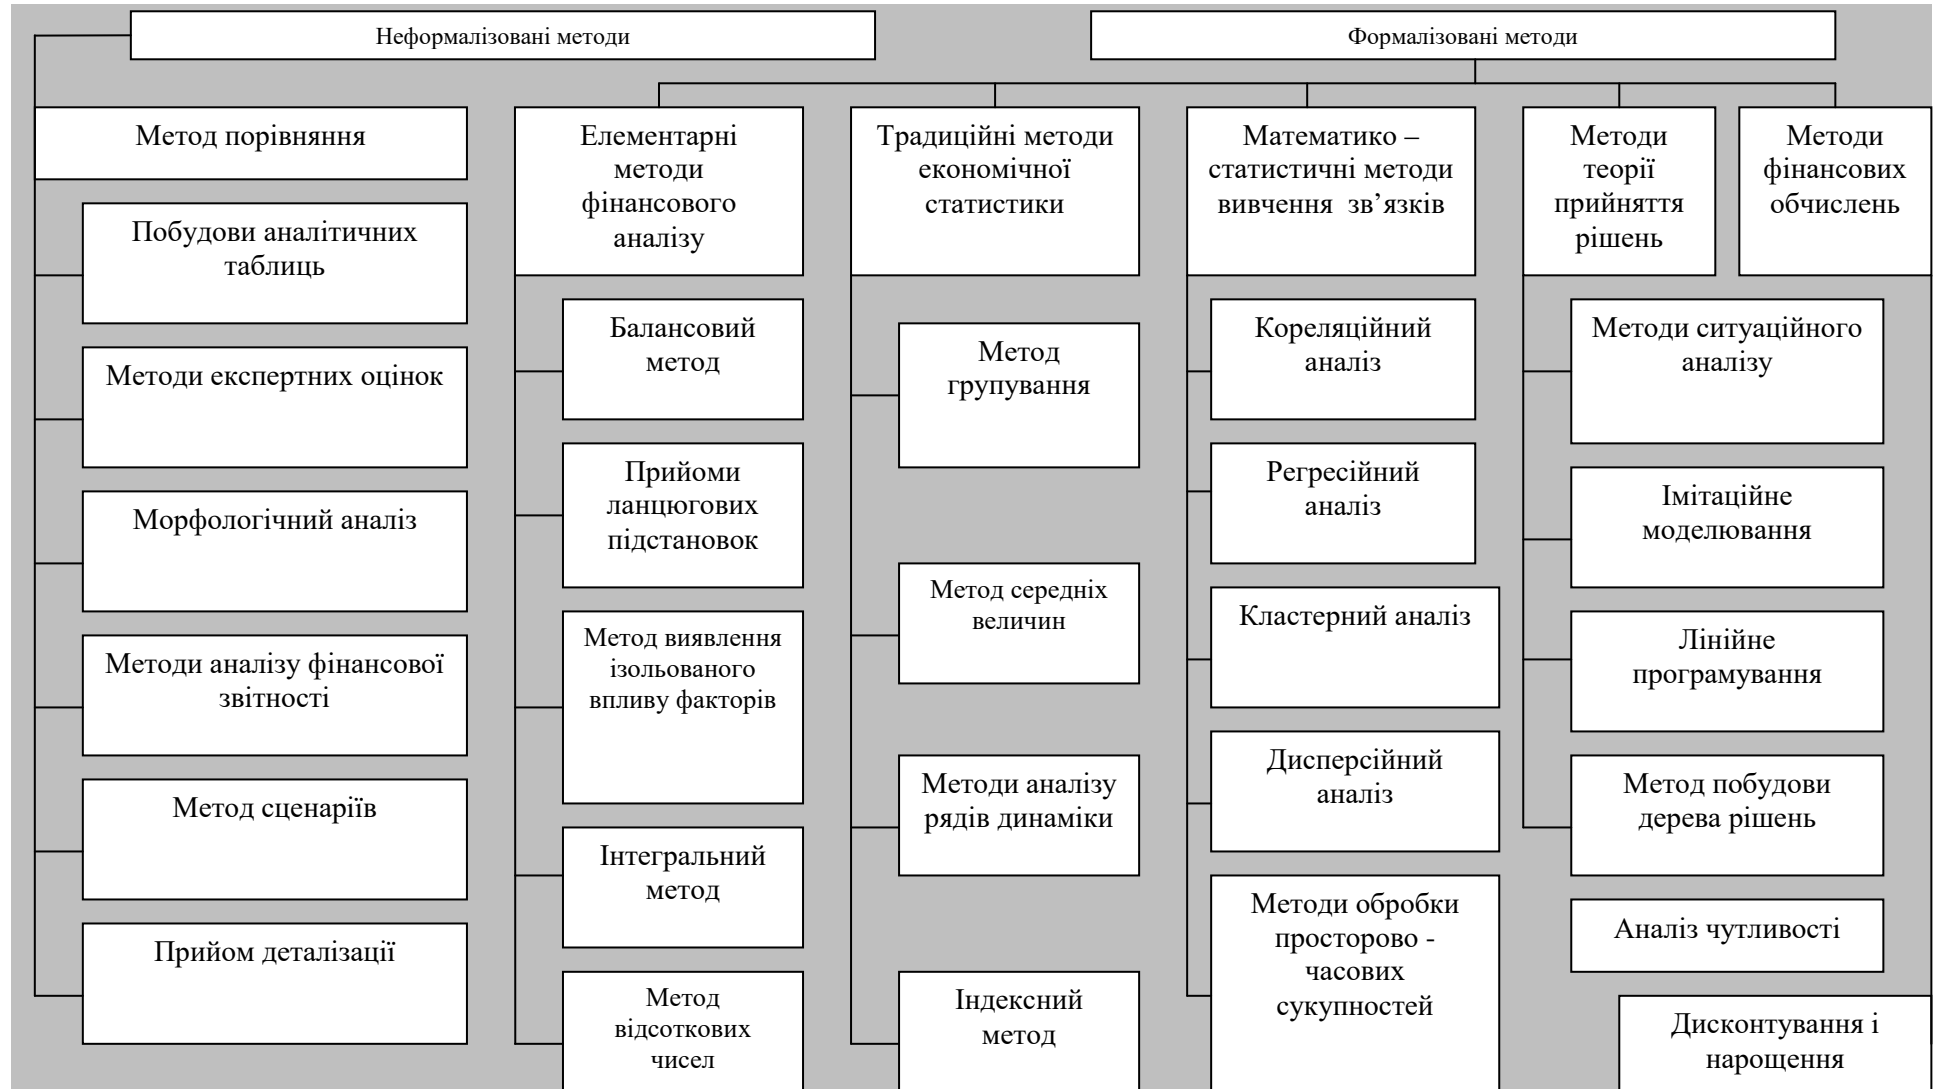 Неформалізовані методи
Формалізовані методи
Метод порівняння
Побудови аналітичних
таблиць
Методи експертних оцінок
Морфологічний аналіз
Методи аналізу фінансової
звітності
Метод сценаріїв
Прийом деталізації
Елементарні
методи
фінансового
аналізу
Балансовий
метод
Прийоми
ланцюгових
підстановок
Метод виявлення
ізольованого
впливу факторів
Інтегральний
метод
Метод
відсоткових
чисел
Традиційні методи
економічної
статистики
Метод
групування
Метод середніх
величин
Методи аналізу
рядів динаміки
Індексний
метод
Математико –
статистичні методи
вивчення зв’язків
Кореляційний
аналіз
Регресійний
аналіз
Кластерний аналіз
Дисперсійний
аналіз
Методи обробки
просторово -
часових
сукупностей
Методи
теорії
прийняття
рішень
Методи ситуаційного
аналізу
Імітаційне
моделювання
Лінійне
програмування
Метод побудови
дерева рішень
Аналіз чутливості
Методи
фінансових
обчислень
Дисконтування і
нарощення